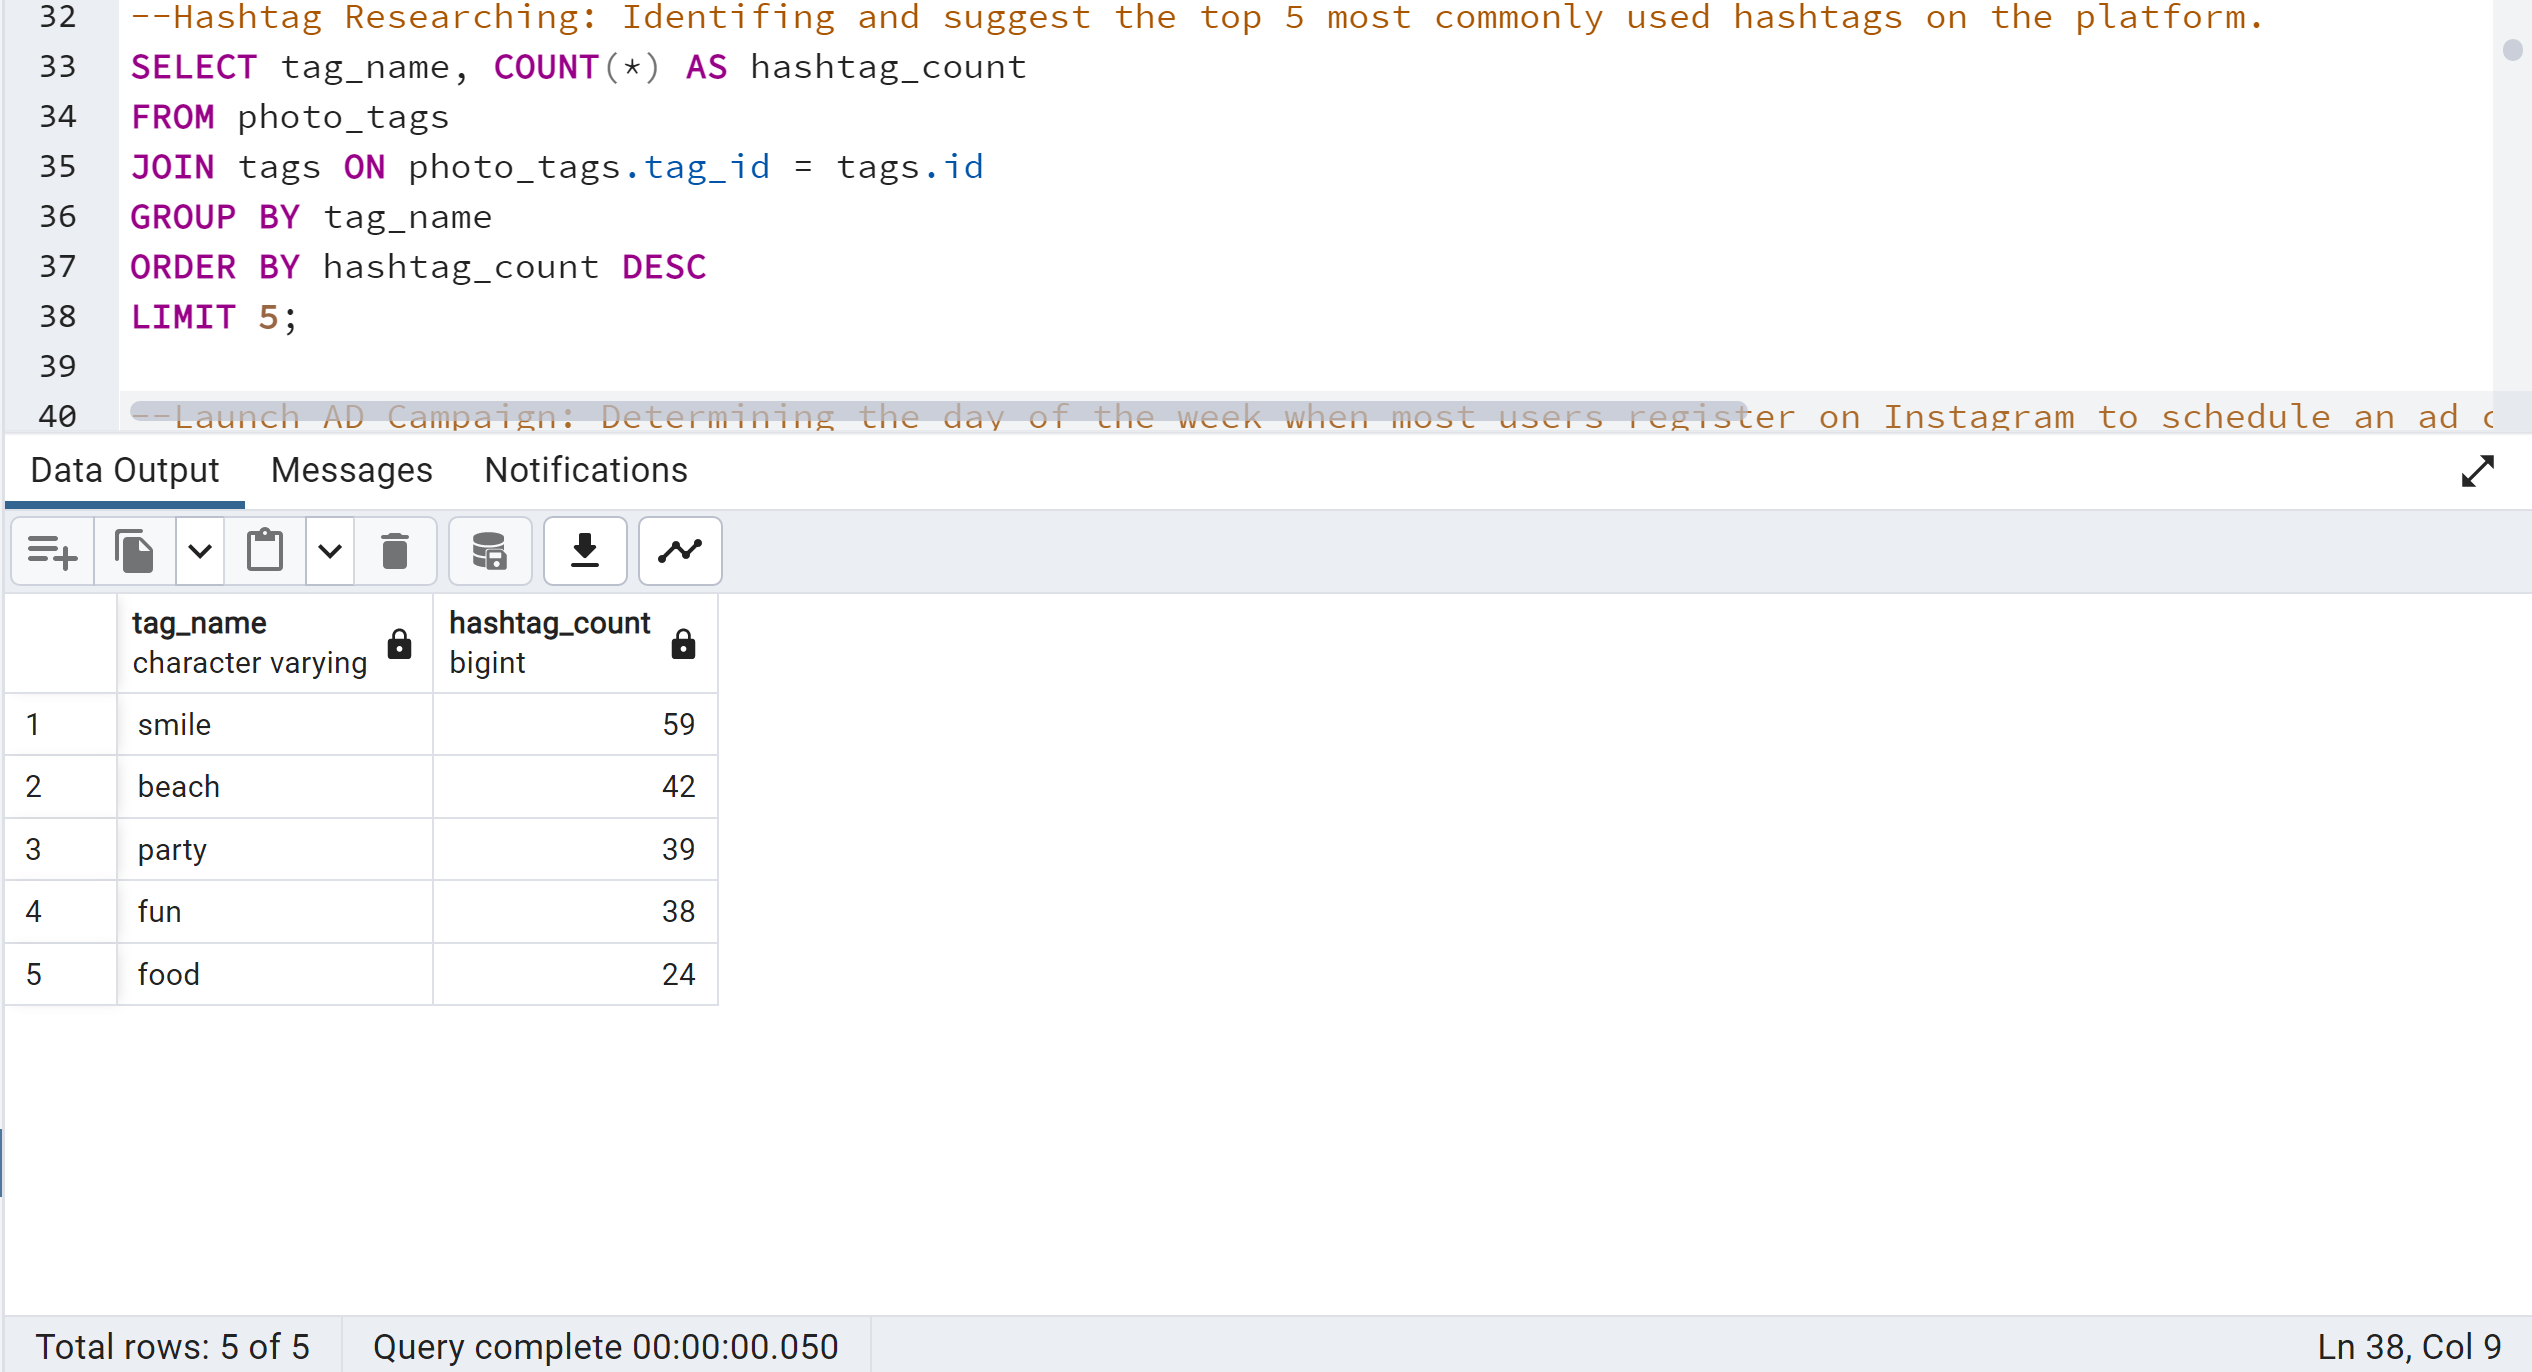 32 --Hashtag Researching: Identifing and suggest the top 5 most commonly used hashtags on the platform.
33 SELECT tag_name, COUNT(*) AS hashtag_count
34 FROM photo_tags
35 JOIN tags ON photo_tags.tag_id = tags.id
36 GROUP BY tag_name
37 ORDER BY hashtag_count DESC
38 LIMIT 5;
39
40 --Launch AD Campaign: Determining the day of the week when most users register on Instagram to schedule an ad
Data Output Messages Notifications
tag_name hashtag_count
character varying bigint
1 smile 59
2 beach 42
3 party 39
4 fun 38
5 food 24
Total rows: 5 of 5 Query complete 00:00:00.050 Ln 38, Col 9